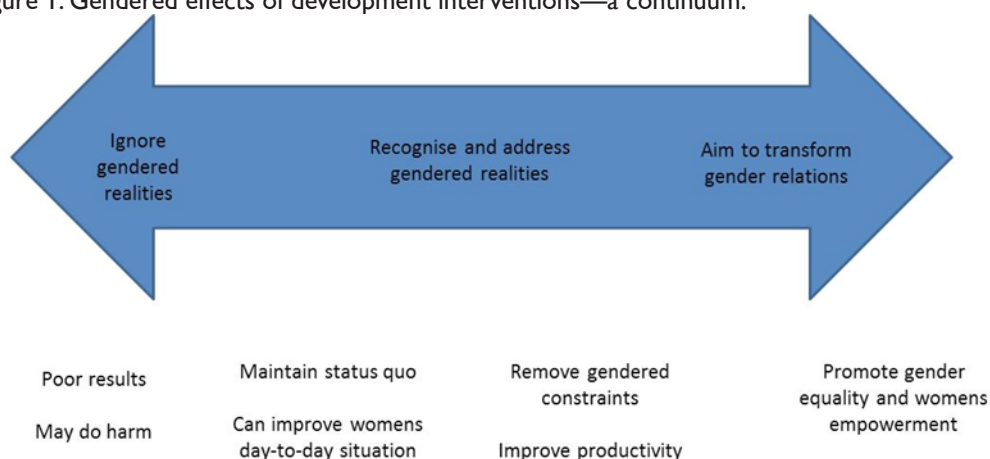 Figure 1. Gendered effects of development interventions—a continuum.
Ignore
gendered
realities
Recognise and address
gendered realities
Aim to transform
gender relations
Poor results
May do harm
Maintain status quo
Can improve womens
day-to-day situation
Remove gendered
constraints
Improve productivity
Promote gender
equality and womens
empowerment